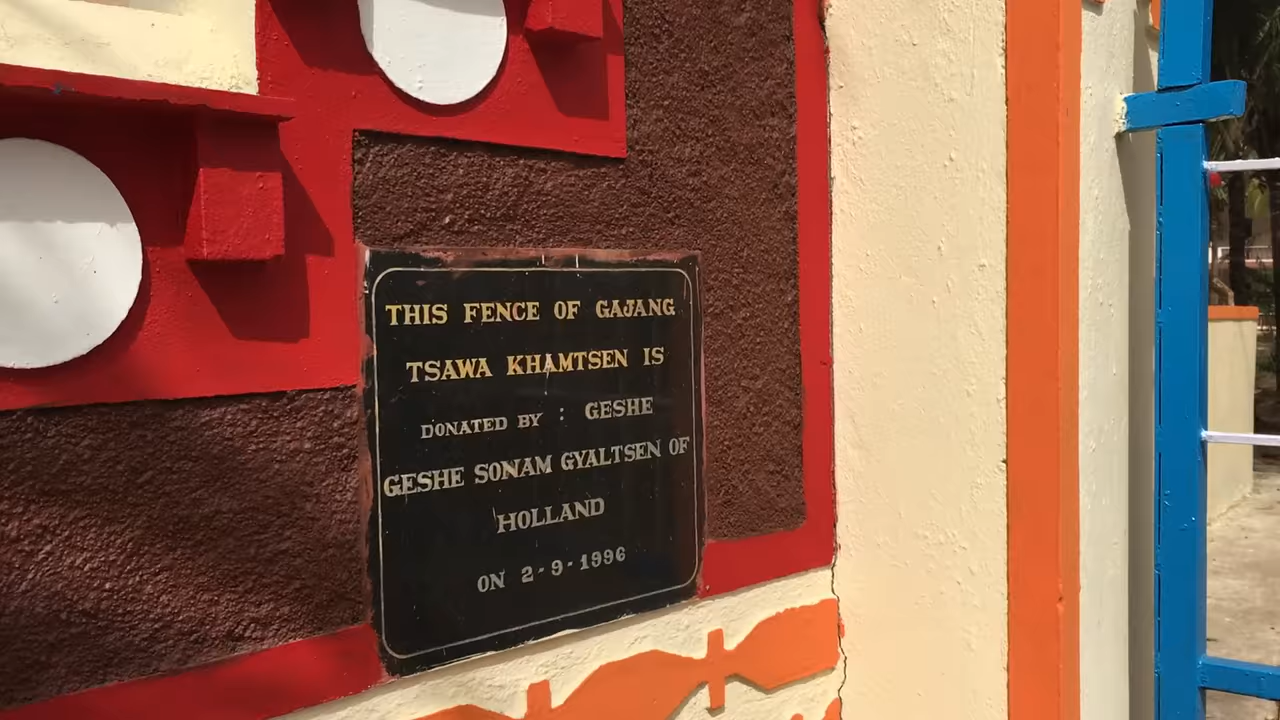 THIS FENCE OF GAJANG
TSAWA KHAMTSEN IS
DONATED BY : GESHE
GESHE SONAM GYALTSEN OF
HOLLAND
ON 2-9-1996